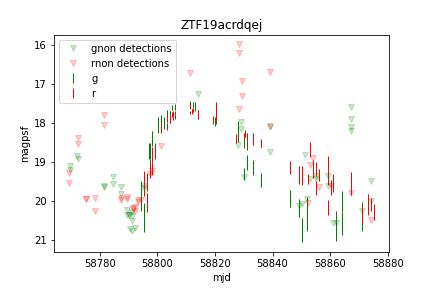 ZTF19acrdqej
gnon detections
rnon detections
g
r
magpsf
16
17
18
19
20
21
58780
58800
58820
58840
58860
58880
mjd